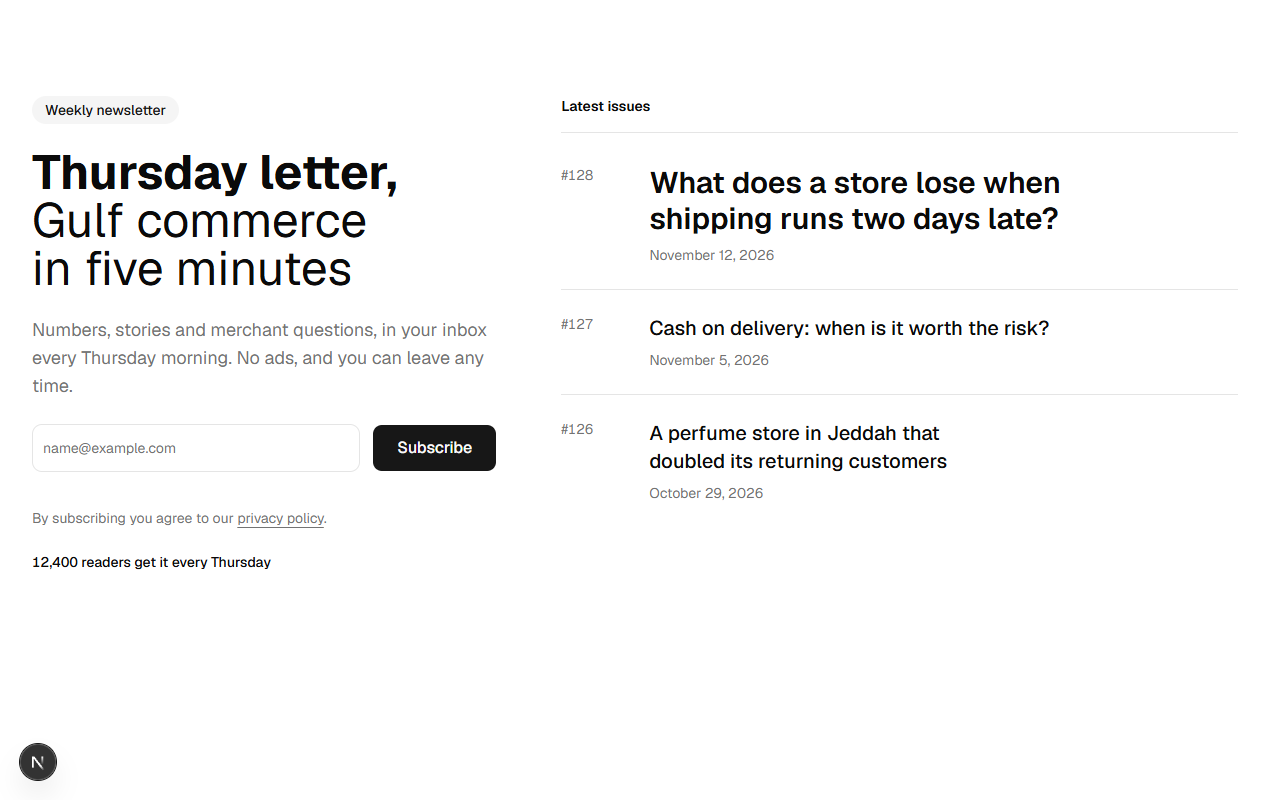 Weekly newsletter
Thursday letter,
Gulf commerce
in five minutes
Numbers, stories and merchant questions, in your inbox
every Thursday morning. No ads, and you can leave any
time.
name@example.com
Subscribe
By subscribing you agree to our privacy policy.
12,400 readers get it every Thursday
Latest issues
#128
What does a store lose when
shipping runs two days late?
November 12, 2026
#127
Cash on delivery: when is it worth the risk?
November 5, 2026
#126
A perfume store in Jeddah that
doubled its returning customers
October 29, 2026
N